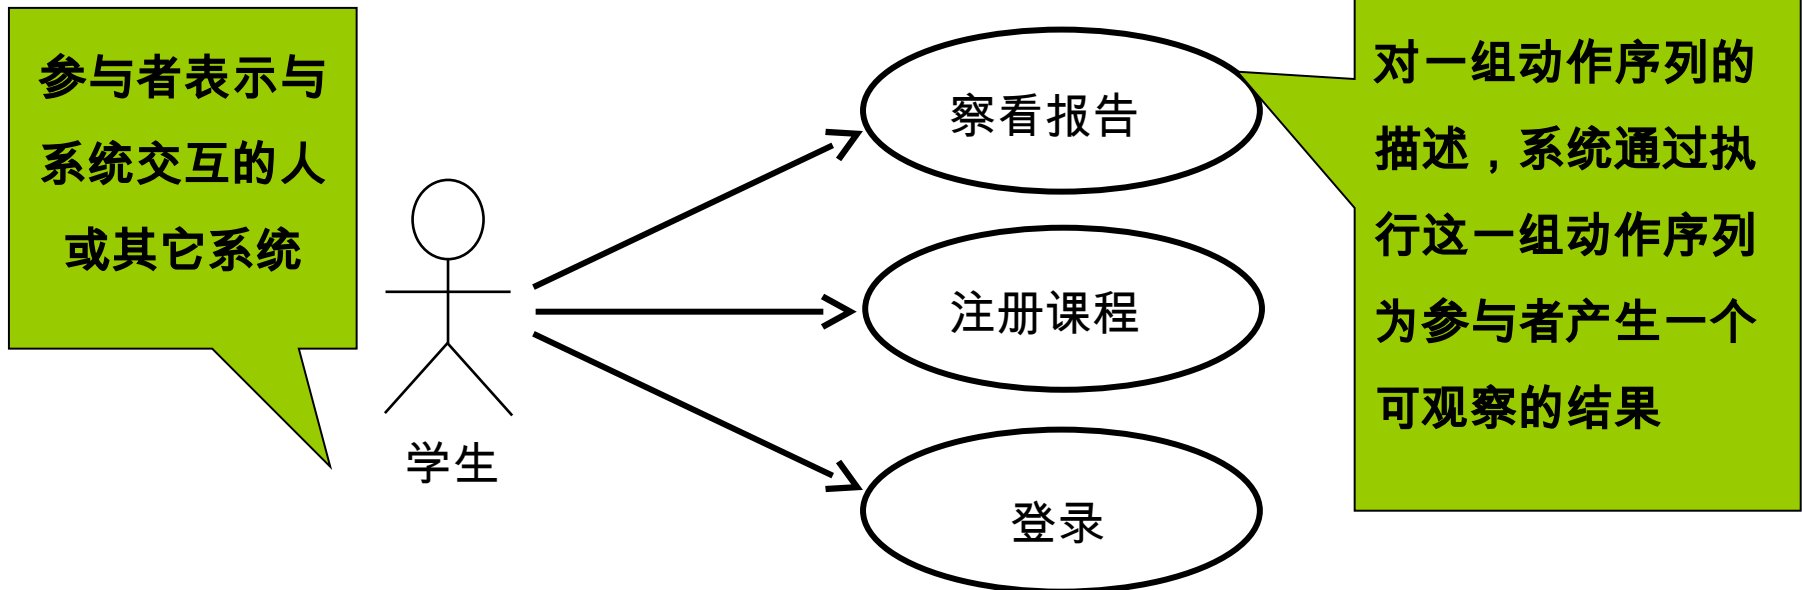 参与者表示与
系统交互的人
或其它系统
学生
察看报告
注册课程
登录
对一组动作序列的
描述，系统通过执
行这一组动作序列
为参与者产生一个
可观察的结果